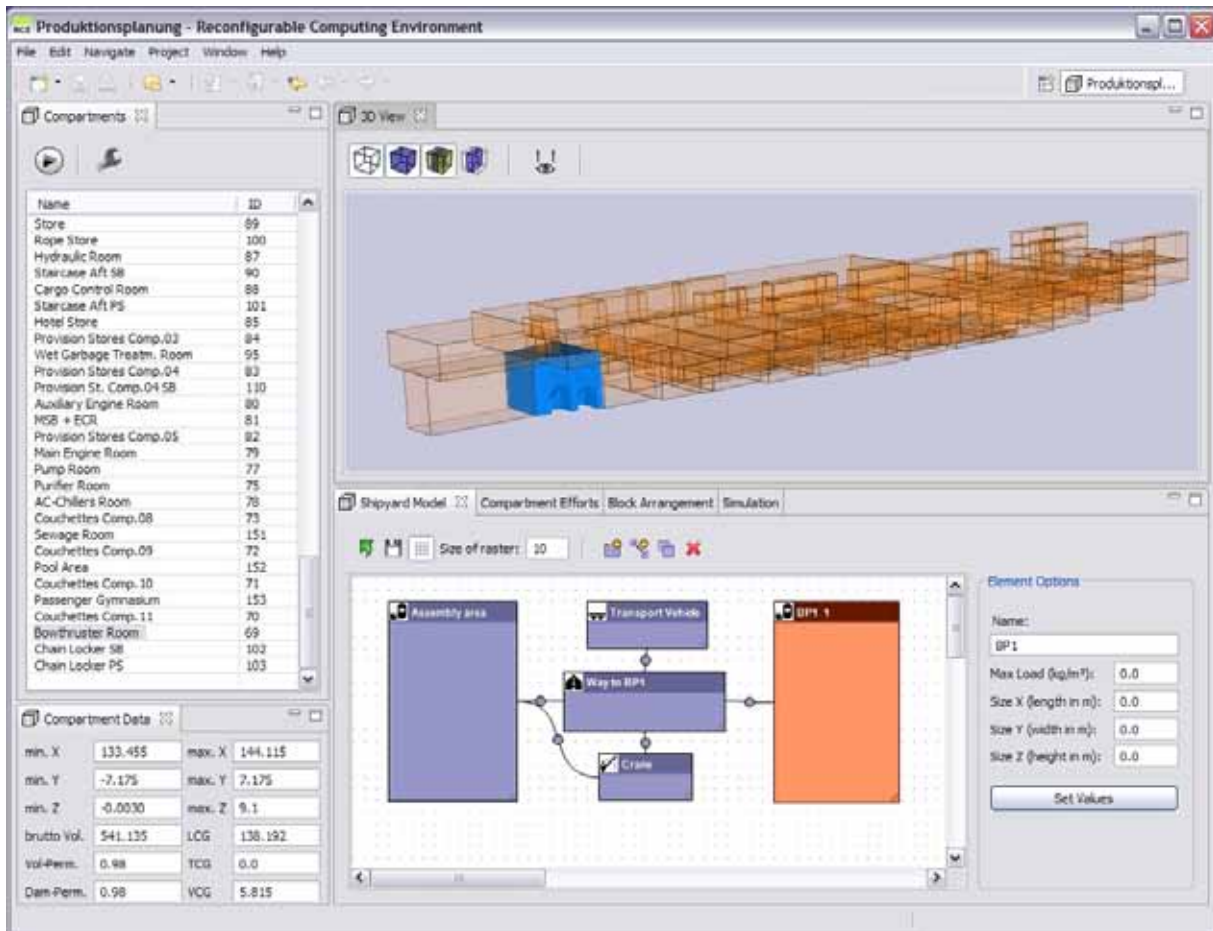 RCE Produktionsplanung - Reconfigurable Computing Environment
File Edit Navigate Project Window Help
Produktionspl...
Compartments
Name ID
Store 89
Rope Store 100
Hydraulic Room 87
Staircase Aft SB 90
Cargo Control Room 88
Staircase Aft PS 101
Hotel Store 85
Provision Stores Comp.03 84
Wet Garbage Treatm. Room 95
Provision Stores Comp.04 83
Provision St. Comp.04 SB 110
Auxiliary Engine Room 80
MSB + ECR 81
Provision Stores Comp.05 82
Main Engine Room 79
Pump Room 77
Purifier Room 75
AC-Chillers Room 78
Couchettes Comp.08 73
Sewage Room 151
Couchettes Comp.09 72
Pool Area 152
Couchettes Comp.10 71
Passenger Gymnasium 153
Couchettes Comp.11 70
Bowthruster Room 69
Chain Locker SB 102
Chain Locker PS 103
Compartment Data
min. X 133.455 max. X 144.115
min. Y -7.175 max. Y 7.175
min. Z -0.0030 max. Z 9.1
brutto Vol. 541.135 LCG 138.192
Vol-Perm. 0.98 TCG 0.0
Dam-Perm. 0.98 VCG 5.815
3D View
Shipyard Model Compartment Efforts Block Arrangement Simulation
Size of raster: 10
Assembly area
Transport Vehicle
BP1 1
Way to BP1
Crane
Element Options
Name:
BP1
Max Load (kg/m²): 0.0
Size X (length in m): 0.0
Size Y (width in m): 0.0
Size Z (height in m): 0.0
Set Values